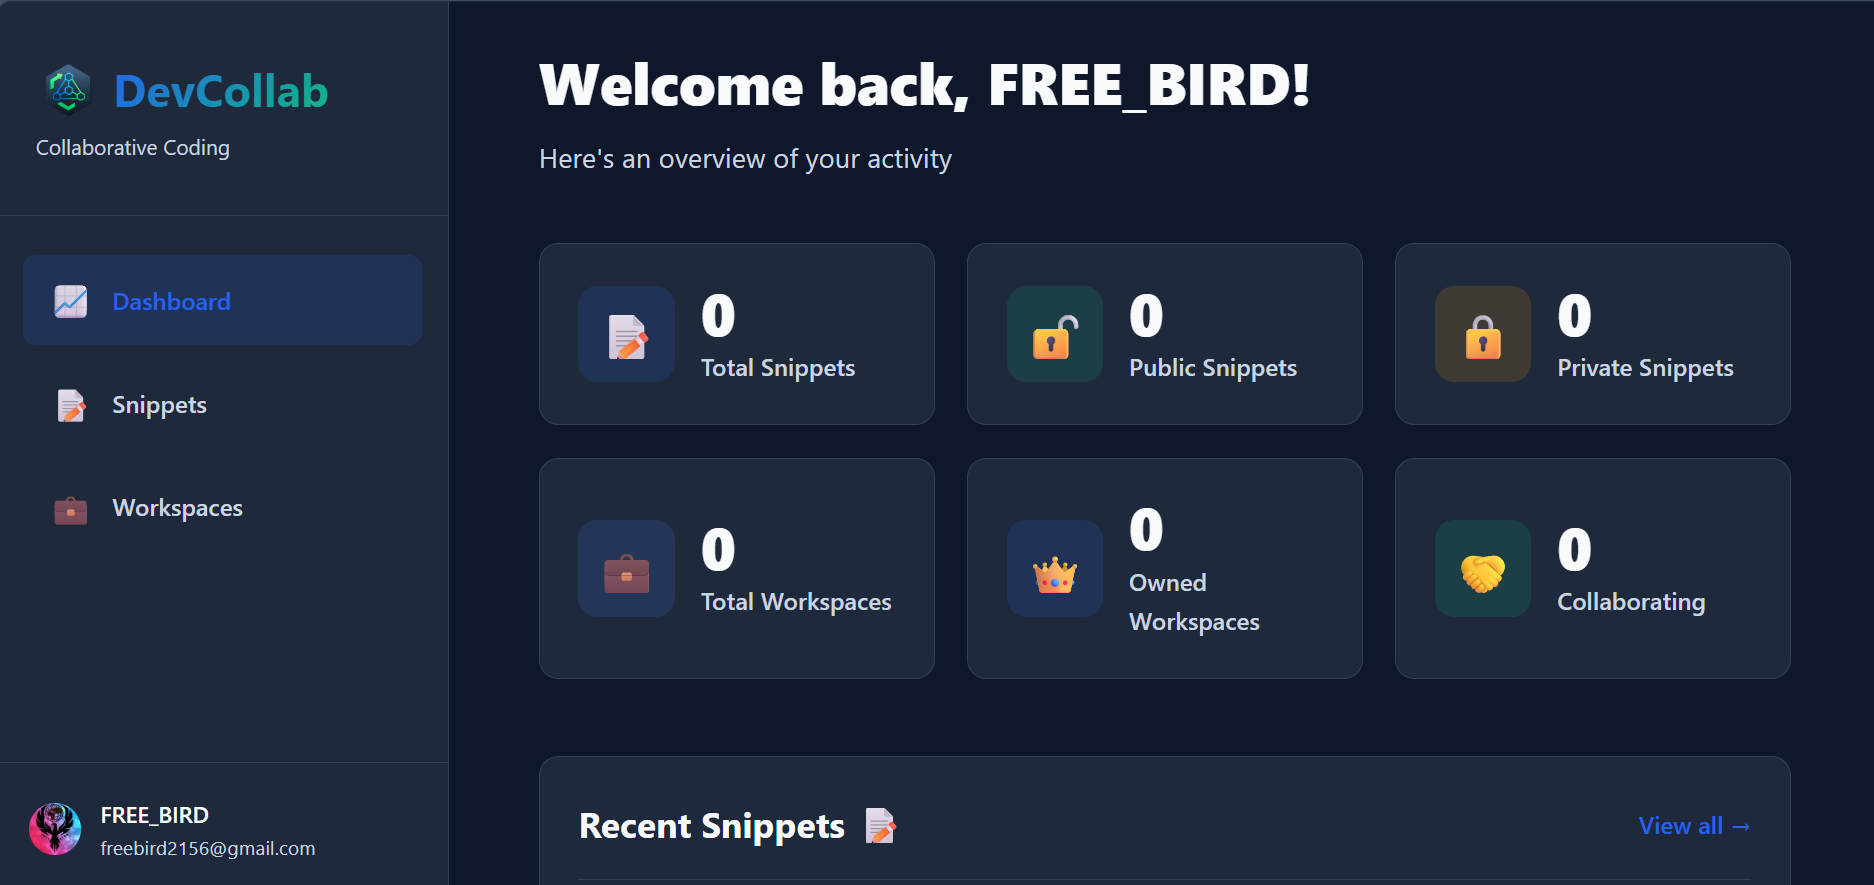 DevCollab
Collaborative Coding
Dashboard
Snippets
Workspaces
FREE_BIRD
freebird2156@gmail.com
Welcome back, FREE_BIRD!
Here's an overview of your activity
0
Total Snippets
0
Public Snippets
0
Private Snippets
0
Total Workspaces
0
Owned
Workspaces
0
Collaborating
Recent Snippets
View all →